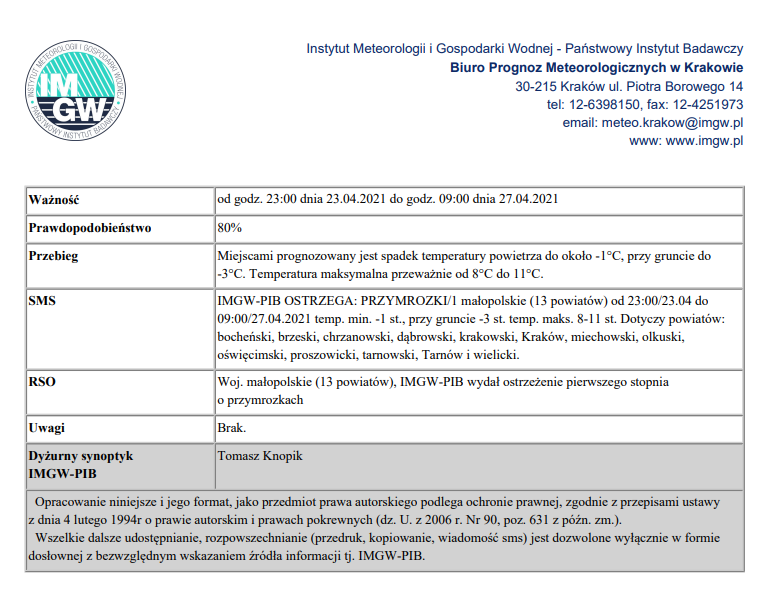 INSTYTUT METEOROLOGII I GOSPODARKI WODNEJ
IM
GW
PAŃSTWOWY INSTYTUT BADAWCZY
Instytut Meteorologii i Gospodarki Wodnej - Państwowy Instytut Badawczy
Biuro Prognoz Meteorologicznych w Krakowie
30-215 Kraków ul. Piotra Borowego 14
tel: 12-6398150, fax: 12-4251973
email: meteo.krakow@imgw.pl
www: www.imgw.pl
Ważność od godz. 23:00 dnia 23.04.2021 do godz. 09:00 dnia 27.04.2021
Prawdopodobieństwo 80%
Przebieg Miejscami prognozowany jest spadek temperatury powietrza do około -1°C, przy gruncie do
-3°C. Temperatura maksymalna przeważnie od 8°C do 11°C.
SMS IMGW-PIB OSTRZEGA: PRZYMROZKI/1 małopolskie (13 powiatów) od 23:00/23.04 do
09:00/27.04.2021 temp. min. -1 st., przy gruncie -3 st. temp. maks. 8-11 st. Dotyczy powiatów:
bocheński, brzeski, chrzanowski, dąbrowski, krakowski, Kraków, miechowski, olkuski,
oświęcimski, proszowicki, tarnowski, Tarnów i wielicki.
RSO Woj. małopolskie (13 powiatów), IMGW-PIB wydał ostrzeżenie pierwszego stopnia
o przymrozkach
Uwagi Brak.
Dyżurny synoptyk Tomasz Knopik
IMGW-PIB
Opracowanie niniejsze i jego format, jako przedmiot prawa autorskiego podlega ochronie prawnej, zgodnie z przepisami ustawy
z dnia 4 lutego 1994r o prawie autorskim i prawach pokrewnych (dz. U. z 2006 r. Nr 90, poz. 631 z późn. zm.).
Wszelkie dalsze udostępnianie, rozpowszechnianie (przedruk, kopiowanie, wiadomość sms) jest dozwolone wyłącznie w formie
dosłownej z bezwzględnym wskazaniem źródła informacji tj. IMGW-PIB.